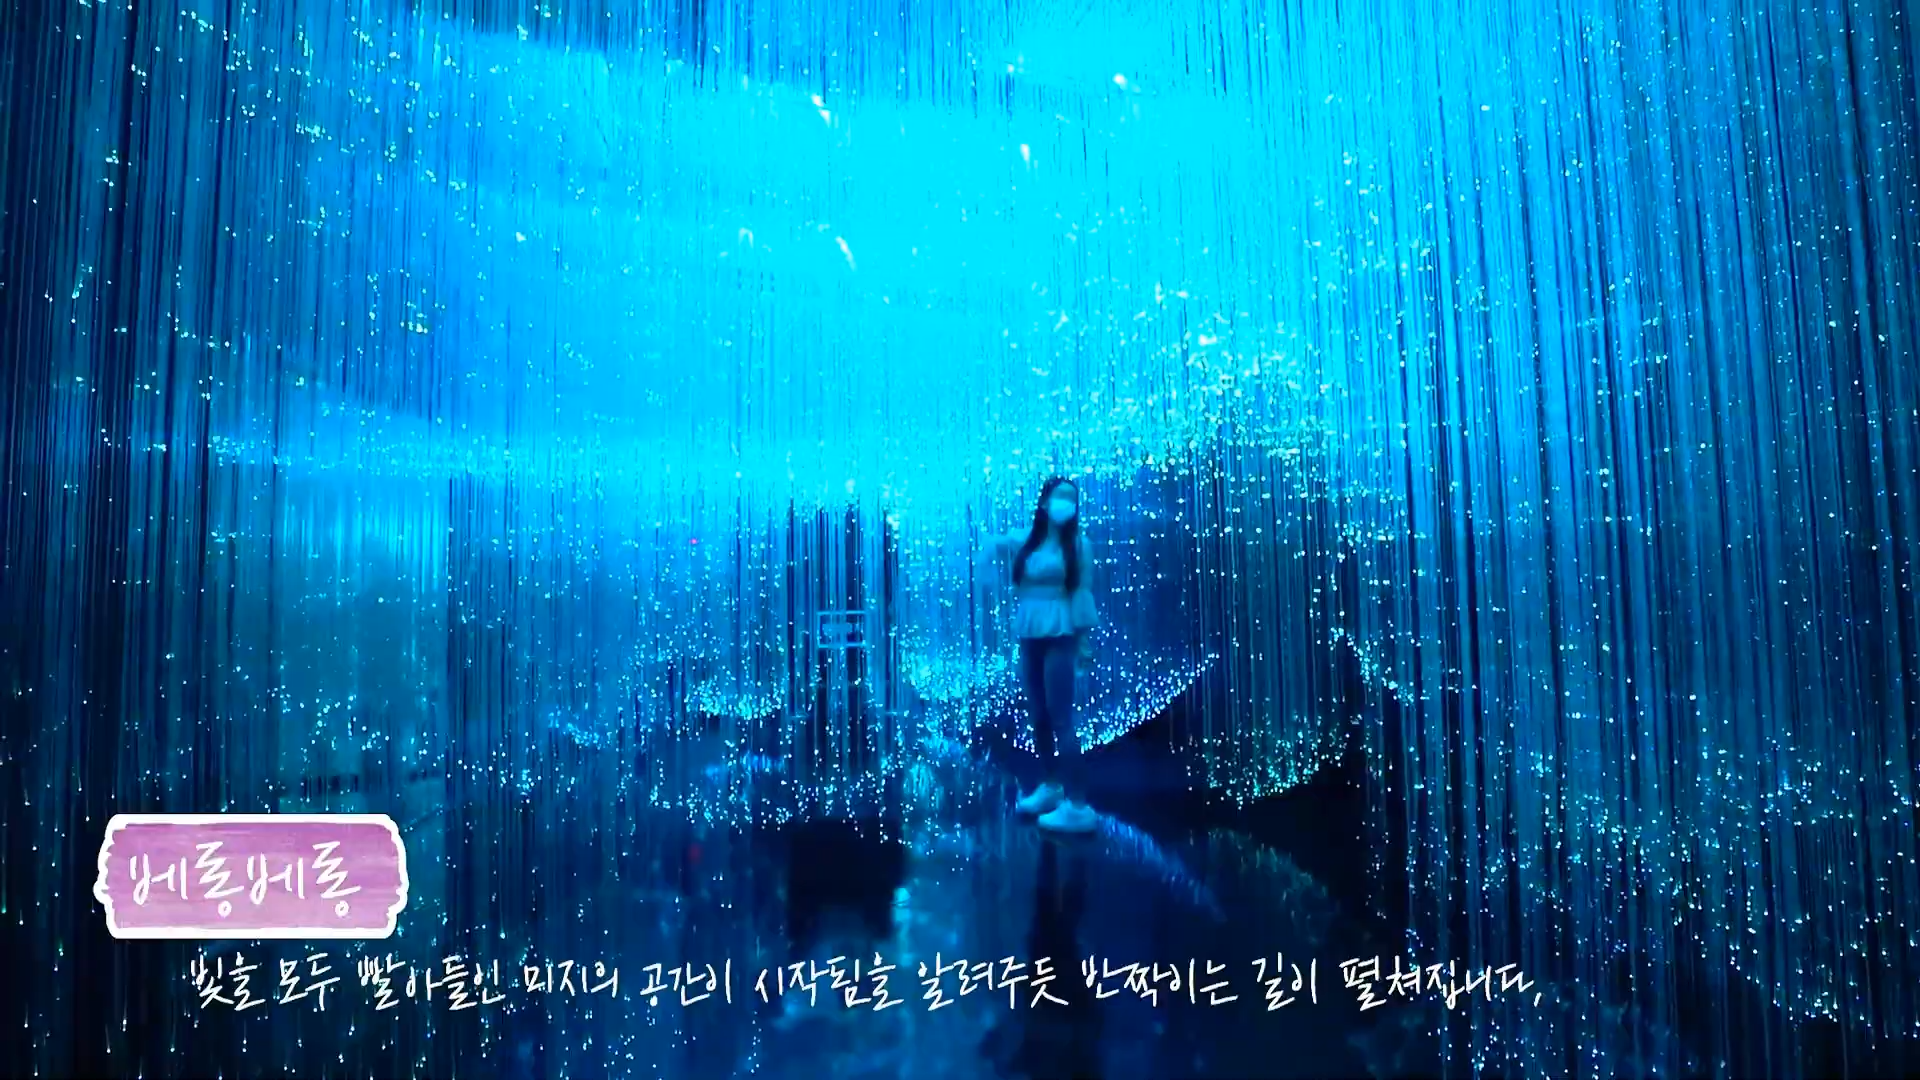 베롱베롱
빛을 모두 빨아들인 미지의 공간이 시작됨을 알려주듯 반짝이는 길이 펼쳐집니다,